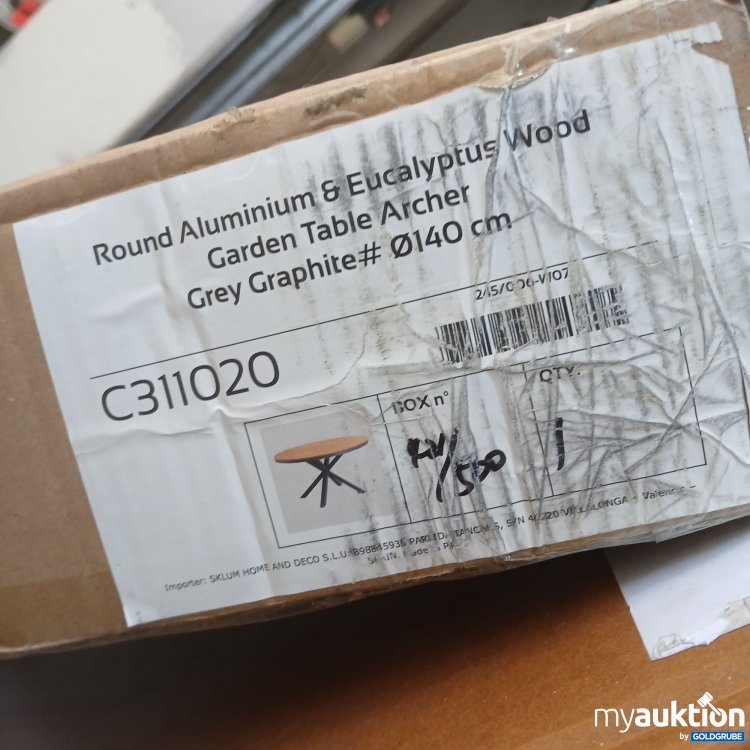 Round Aluminium & Eucalyptus Wood
Garden Table Archer
Grey Graphite# Ø140 cm
C311020
BOX n°
QTY.
/500
1
Importer: SKLUM HOME AND DECO S.L.U. S/N
myauktion
by GOLDGRUBE